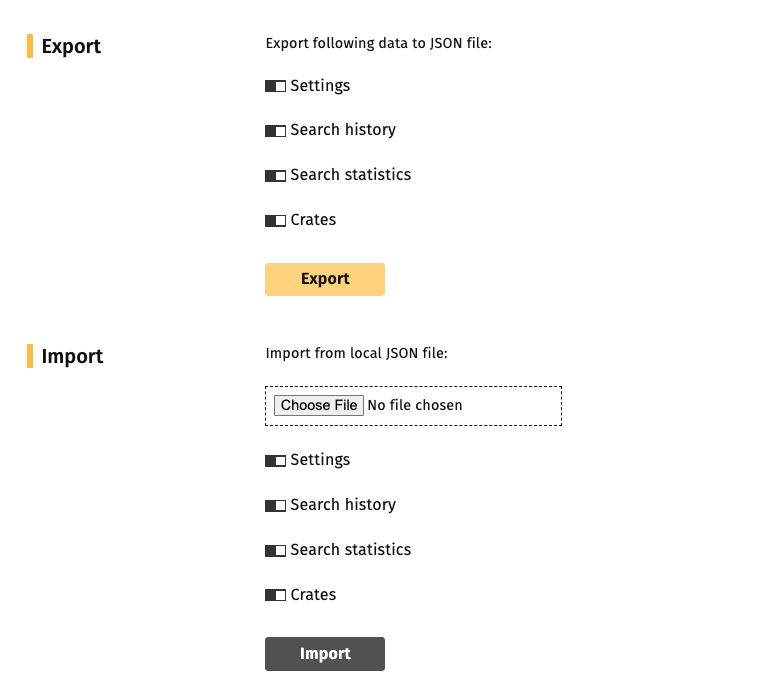 Export
Export following data to JSON file:
Settings
Search history
Search statistics
Crates
Export
Import
Import from local JSON file:
Choose File No file chosen
Settings
Search history
Search statistics
Crates
Import